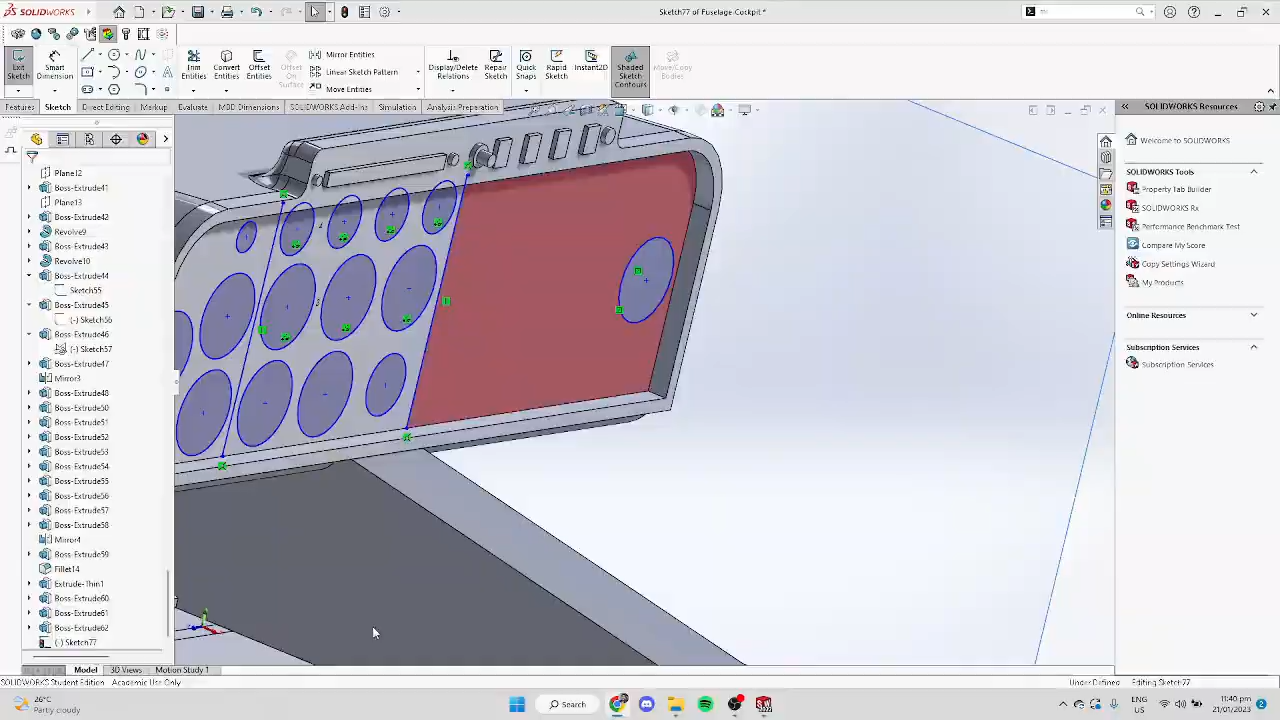 SOLIDWORKS
Sketch77 of Fuselage-Cockpit *
Exit Sketch
Smart Dimension
Trim Entities
Convert Entities
Offset Entities
Offset On Surface
Mirror Entities
Linear Sketch Pattern
Move Entities
Display/Delete Relations
Repair Sketch
Quick Snaps
Rapid Sketch
Instant2D
Shaded Sketch Contours
Move/Copy Bodies
Features
Sketch
Direct Editing
Markup
Evaluate
MBD Dimensions
SOLIDWORKS Add-Ins
Simulation
Analysis Preparation
Plane12
Boss-Extrude41
Plane13
Boss-Extrude42
Revolve9
Boss-Extrude43
Revolve10
Boss-Extrude44
Sketch55
Boss-Extrude45
(-) Sketch56
Boss-Extrude46
(-) Sketch57
Boss-Extrude47
Mirror3
Boss-Extrude48
Boss-Extrude50
Boss-Extrude51
Boss-Extrude52
Boss-Extrude53
Boss-Extrude54
Boss-Extrude55
Boss-Extrude56
Boss-Extrude57
Boss-Extrude58
Mirror4
Boss-Extrude59
Fillet14
Extrude-Thin1
Boss-Extrude60
Boss-Extrude61
Boss-Extrude62
(-) Sketch77
SOLIDWORKS Resources
Welcome to SOLIDWORKS
SOLIDWORKS Tools
Property Tab Builder
SOLIDWORKS Rx
Performance Benchmark Test
Compare My Score
Copy Settings Wizard
My Products
Online Resources
Subscription Services
Subscription Services
Model
3D Views
Motion Study 1
SOLIDWORKS Student Edition - Academic Use Only
Under Defined
Editing Sketch77
26°C
Partly cloudy
Search
ENG
US
11:40 pm
21/01/2023